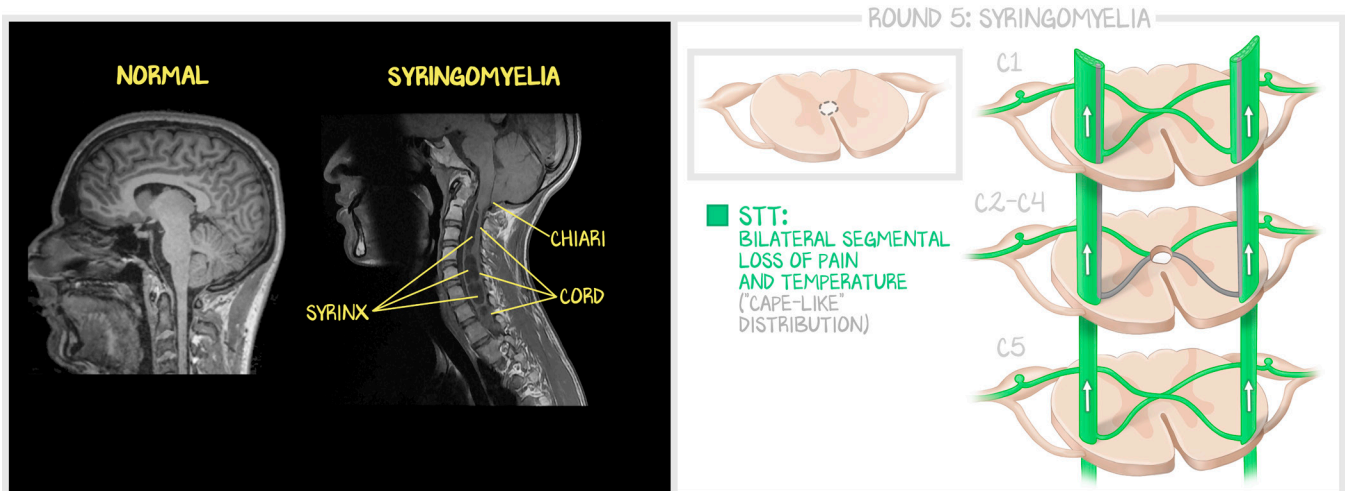 ROUND 5: SYRINGOMYELIA
NORMAL
SYRINGOMYELIA
CHIARI
CORD
SYRINX
STT:
BILATERAL SEGMENTAL
LOSS OF PAIN
AND TEMPERATURE
("CAPE-LIKE"
DISTRIBUTION)
C1
C2-C4
C5